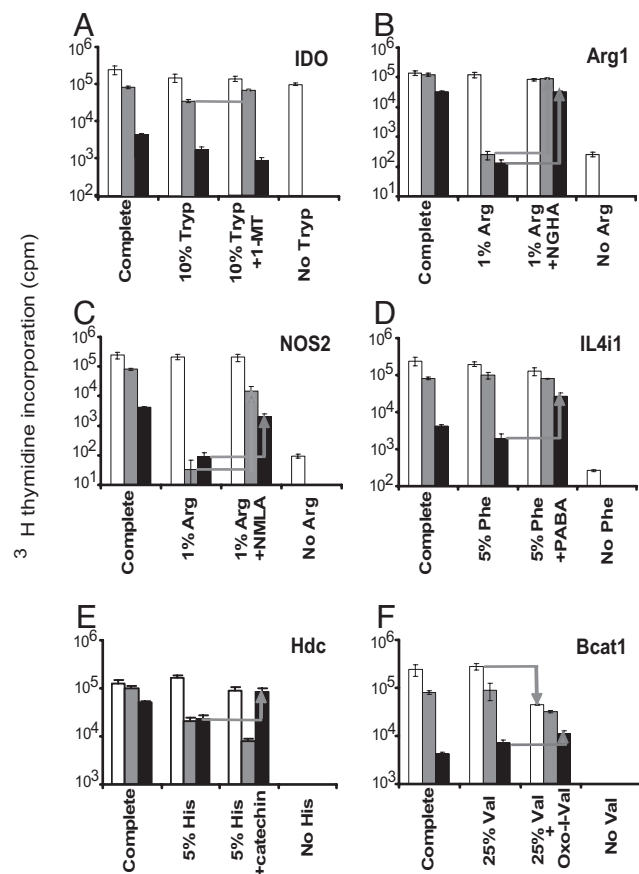 A
IDO
10^6
10^5
10^4
10^3
10^2
Complete
10% Tryp
10% Tryp
+1-MT
No Tryp
B
Arg1
10^6
10^5
10^4
10^3
10^2
10^1
Complete
1% Arg
1% Arg
+NGHA
No Arg
3 H thymidine incorporation (cpm)
C
NOS2
10^6
10^5
10^4
10^3
10^2
10^1
Complete
1% Arg
1% Arg
+NMLA
No Arg
D
IL4i1
10^6
10^5
10^4
10^3
10^2
Complete
5% Phe
5% Phe
+PABA
No Phe
E
Hdc
10^6
10^5
10^4
10^3
Complete
5% His
5% His
+catechin
No His
F
Bcat1
10^6
10^5
10^4
10^3
Complete
25% Val
25% Val
+
Oxo-I-Val
No Val